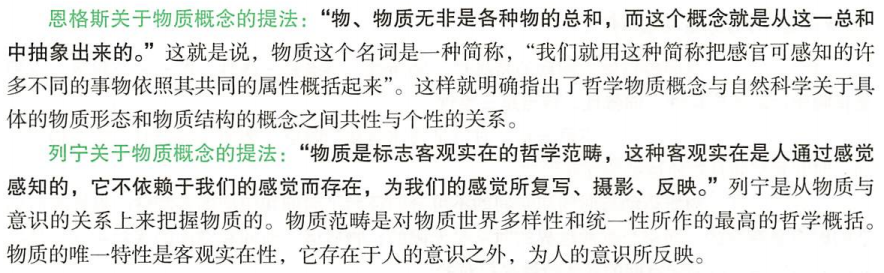 恩格斯关于物质概念的提法：“物、物质无非是各种物的总和，而这个概念就是从这一总和
中抽象出来的。”这就是说，物质这个名词是一种简称，“我们就用这种简称把感官可感知的许
多不同的事物依照其共同的属性概括起来”。这样就明确指出了哲学物质概念与自然科学关于具
体的物质形态和物质结构的概念之间共性与个性的关系。
列宁关于物质概念的提法：“物质是标志客观实在的哲学范畴，这种客观实在是人通过感觉
感知的，它不依赖于我们的感觉而存在，为我们的感觉所复写、摄影、反映。”列宁是从物质与
意识的关系上来把握物质的。物质范畴是对物质世界多样性和统一性所作的最高的哲学概括。
物质的唯一特性是客观实在性，它存在于人的意识之外，为人的意识所反映。